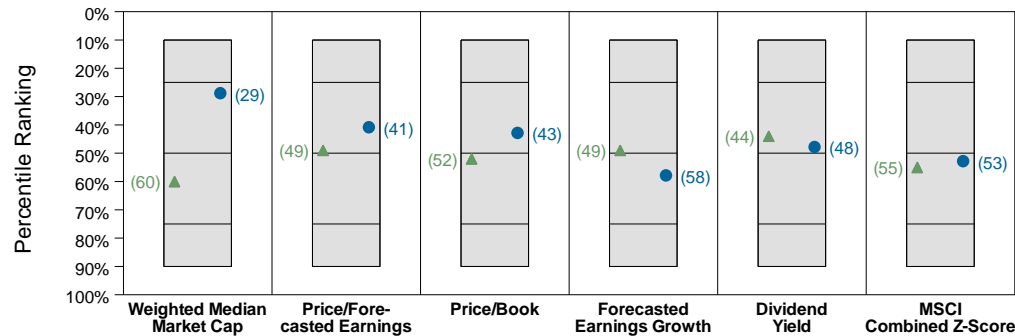 Percentile Ranking
0%
10%
20%
30%
40%
50%
60%
70%
80%
90%
100%
(60)
(29)
(49)
(41)
(52)
(43)
(49)
(58)
(44)
(48)
(55)
(53)
Weighted Median
Market Cap
Price/Fore-
casted Earnings
Price/Book
Forecasted
Earnings Growth
Dividend
Yield
MSCI
Combined Z-Score